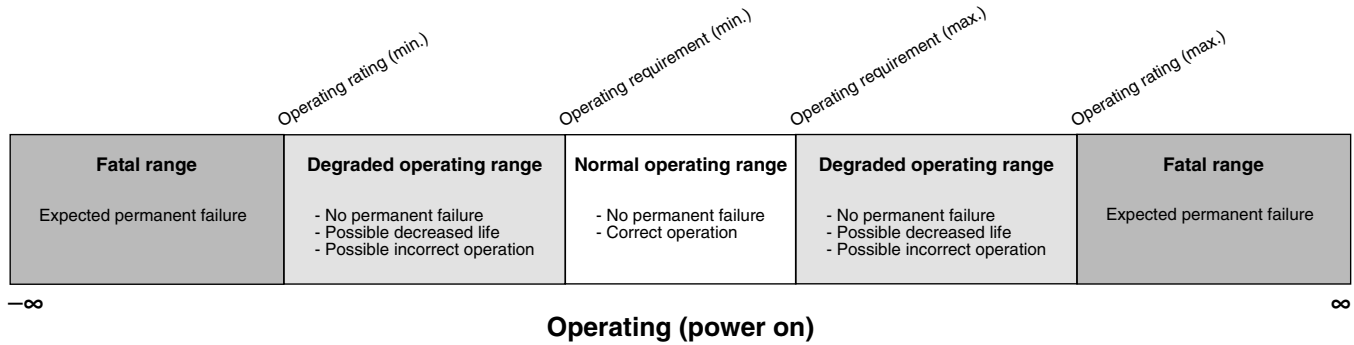 Operating rating (min.)
Operating requirement (min.)
Operating requirement (max.)
Operating rating (max.)
Fatal range
Expected permanent failure
Degraded operating range
- No permanent failure
- Possible decreased life
- Possible incorrect operation
Normal operating range
- No permanent failure
- Correct operation
Degraded operating range
- No permanent failure
- Possible decreased life
- Possible incorrect operation
Fatal range
Expected permanent failure
–∞
∞
Operating (power on)